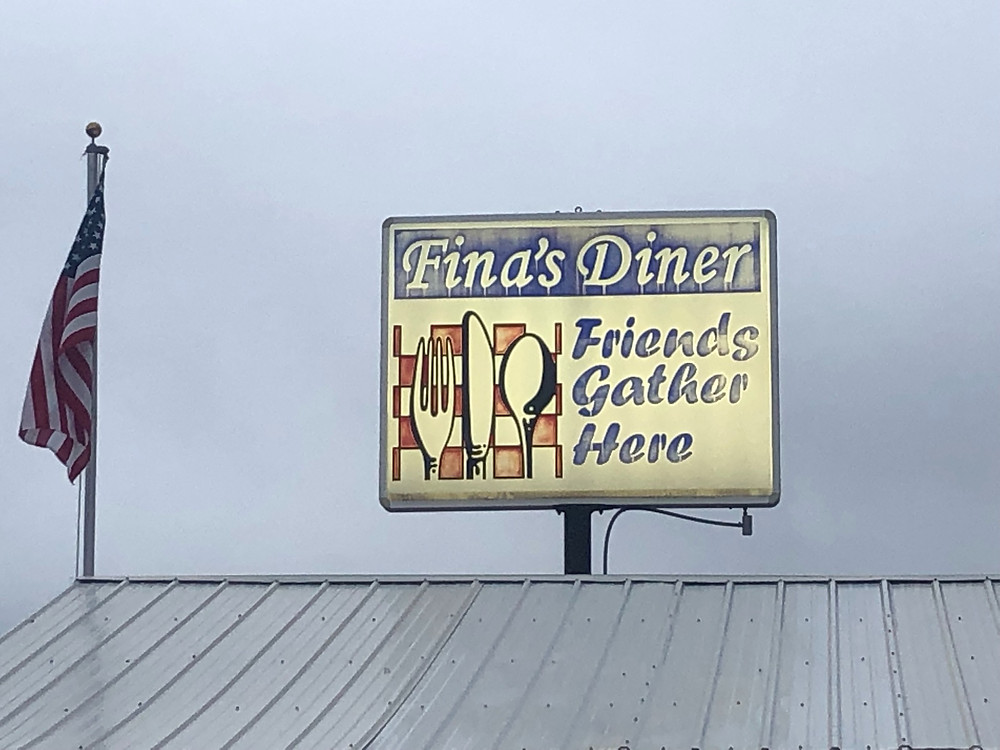 Fina's Diner
Friends
Gather
Here